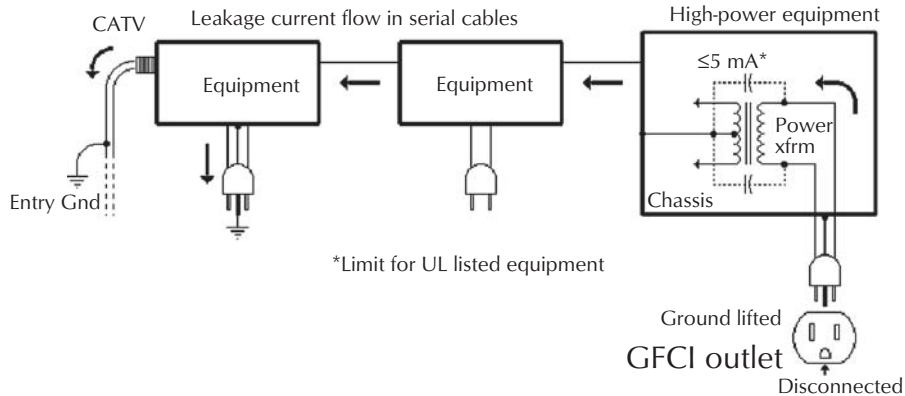 Leakage current flow in serial cables
High-power equipment
CATV
≤5 mA*
Equipment
Equipment
Power
xfrm
Chassis
Entry Gnd
*Limit for UL listed equipment
Ground lifted
GFCI outlet
Disconnected